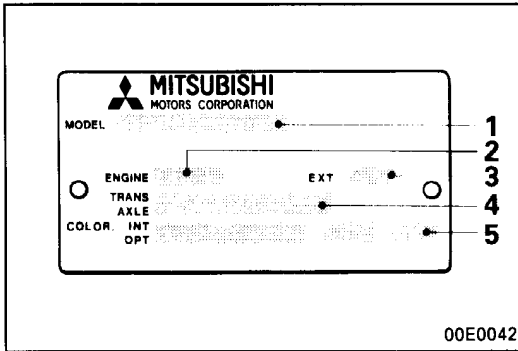 MITSUBISHI
MOTORS CORPORATION
MODEL 1
2
ENGINE EXT 3
TRANS
AXLE 4
COLOR. INT
OPT 5
00E0042